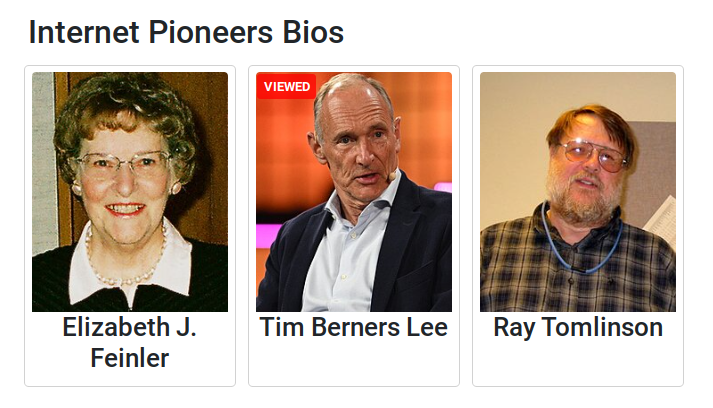 Internet Pioneers Bios
VIEWED
Elizabeth J.
Feinler
Tim Berners Lee
Ray Tomlinson